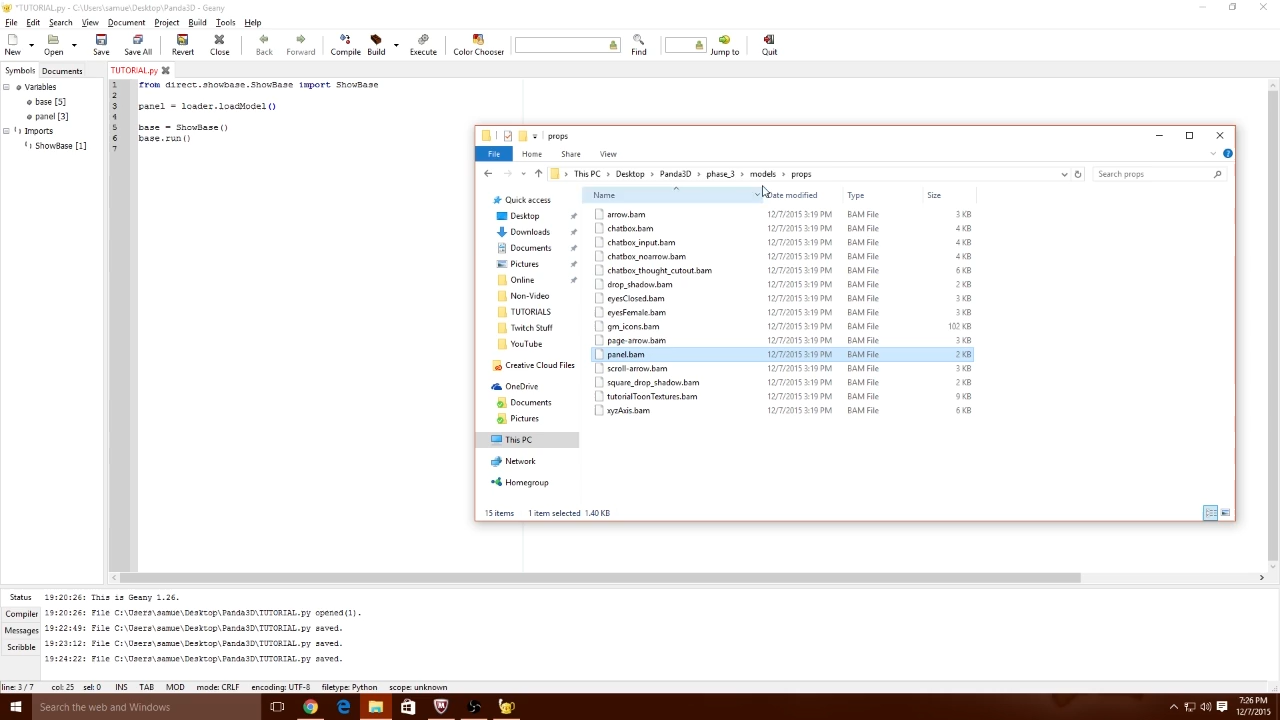 *TUTORIAL.py - C:\Users\samue\Desktop\Panda3D - Geany
File Edit Search View Document Project Build Tools Help
New Open Save Save All Revert Close Back Forward Compile Build Execute Color Chooser Find Jump to Quit
Symbols Documents
TUTORIAL.py
Variables
base [5]
panel [3]
Imports
ShowBase [1]
1 from direct.showbase.ShowBase import ShowBase
2
3 panel = loader.loadModel()
4
5 base = ShowBase()
6 base.run()
7
props
File Home Share View
This PC Desktop Panda3D phase_3 models props
Search props
Quick access
Desktop
Downloads
Documents
Pictures
Online
Non-Video
TUTORIALS
Twitch Stuff
YouTube
Creative Cloud Files
OneDrive
Documents
Pictures
This PC
Network
Homegroup
Name Date modified Type Size
arrow.bam 12/7/2015 3:19 PM BAM File 3 KB
chatbox.bam 12/7/2015 3:19 PM BAM File 4 KB
chatbox_input.bam 12/7/2015 3:19 PM BAM File 4 KB
chatbox_noarrow.bam 12/7/2015 3:19 PM BAM File 4 KB
chatbox_thought_cutout.bam 12/7/2015 3:19 PM BAM File 6 KB
drop_shadow.bam 12/7/2015 3:19 PM BAM File 2 KB
eyesClosed.bam 12/7/2015 3:19 PM BAM File 3 KB
eyesFemale.bam 12/7/2015 3:19 PM BAM File 3 KB
gm_icons.bam 12/7/2015 3:19 PM BAM File 102 KB
page-arrow.bam 12/7/2015 3:19 PM BAM File 3 KB
panel.bam 12/7/2015 3:19 PM BAM File 2 KB
scroll-arrow.bam 12/7/2015 3:19 PM BAM File 3 KB
square_drop_shadow.bam 12/7/2015 3:19 PM BAM File 2 KB
tutorialToonTextures.bam 12/7/2015 3:19 PM BAM File 9 KB
xyzAxis.bam 12/7/2015 3:19 PM BAM File 6 KB
15 items 1 item selected 1.40 KB
Status
Compiler
Messages
Scribble
19:20:26: This is Geany 1.26.
19:20:26: File C:\Users\samue\Desktop\Panda3D\TUTORIAL.py opened(1).
19:22:49: File C:\Users\samue\Desktop\Panda3D\TUTORIAL.py saved.
19:23:12: File C:\Users\samue\Desktop\Panda3D\TUTORIAL.py saved.
19:24:22: File C:\Users\samue\Desktop\Panda3D\TUTORIAL.py saved.
line: 3 / 7 col: 25 sel: 0 INS TAB MOD mode: CRLF encoding: UTF-8 filetype: Python scope: unknown
Search the web and Windows
7:26 PM
12/7/2015